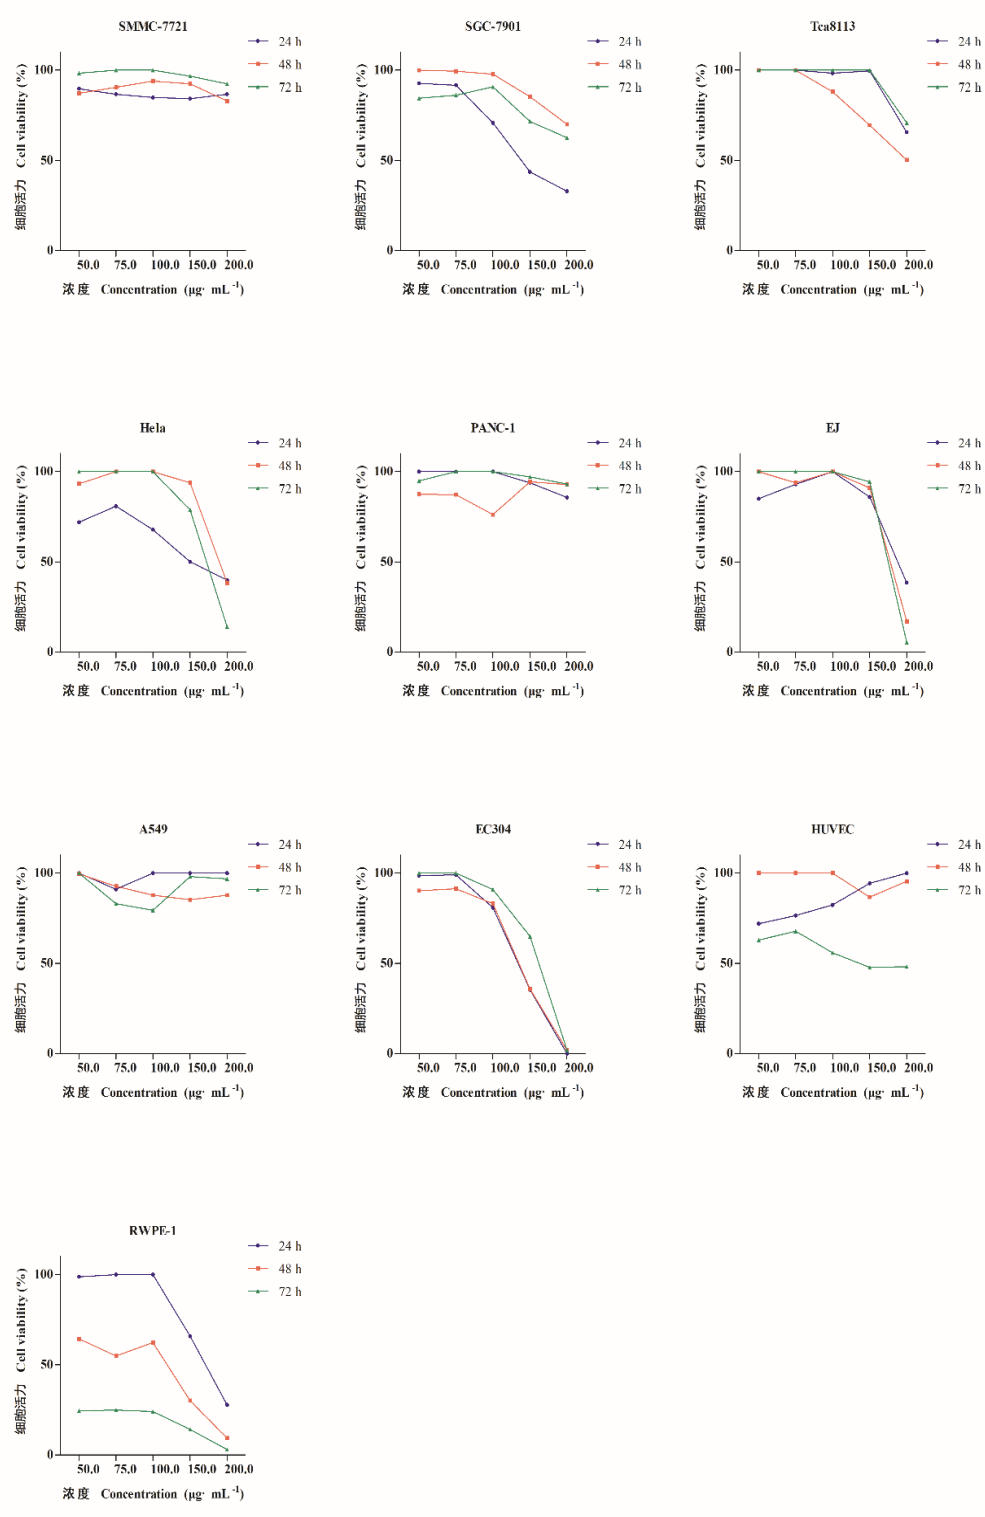 SMMC-7721
24 h
48 h
72 h
100
50
0
细胞活力 Cell viability (%)
50.0 75.0 100.0 150.0 200.0
浓度 Concentration (μg· mL⁻¹)
SGC-7901
24 h
48 h
72 h
100
50
0
细胞活力 Cell viability (%)
50.0 75.0 100.0 150.0 200.0
浓度 Concentration (μg· mL⁻¹)
Tca8113
24 h
48 h
72 h
100
50
0
细胞活力 Cell viability (%)
50.0 75.0 100.0 150.0 200.0
浓度 Concentration (μg· mL⁻¹)
Hela
24 h
48 h
72 h
100
50
0
细胞活力 Cell viability (%)
50.0 75.0 100.0 150.0 200.0
浓度 Concentration (μg· mL⁻¹)
PANC-1
24 h
48 h
72 h
100
50
0
细胞活力 Cell viability (%)
50.0 75.0 100.0 150.0 200.0
浓度 Concentration (μg· mL⁻¹)
EJ
24 h
48 h
72 h
100
50
0
细胞活力 Cell viability (%)
50.0 75.0 100.0 150.0 200.0
浓度 Concentration (μg· mL⁻¹)
A549
24 h
48 h
72 h
100
50
0
细胞活力 Cell viability (%)
50.0 75.0 100.0 150.0 200.0
浓度 Concentration (μg· mL⁻¹)
EC304
24 h
48 h
72 h
100
50
0
细胞活力 Cell viability (%)
50.0 75.0 100.0 150.0 200.0
浓度 Concentration (μg· mL⁻¹)
HUVEC
24 h
48 h
72 h
100
50
0
细胞活力 Cell viability (%)
50.0 75.0 100.0 150.0 200.0
浓度 Concentration (μg· mL⁻¹)
RWPE-1
24 h
48 h
72 h
100
50
0
细胞活力 Cell viability (%)
50.0 75.0 100.0 150.0 200.0
浓度 Concentration (μg· mL⁻¹)